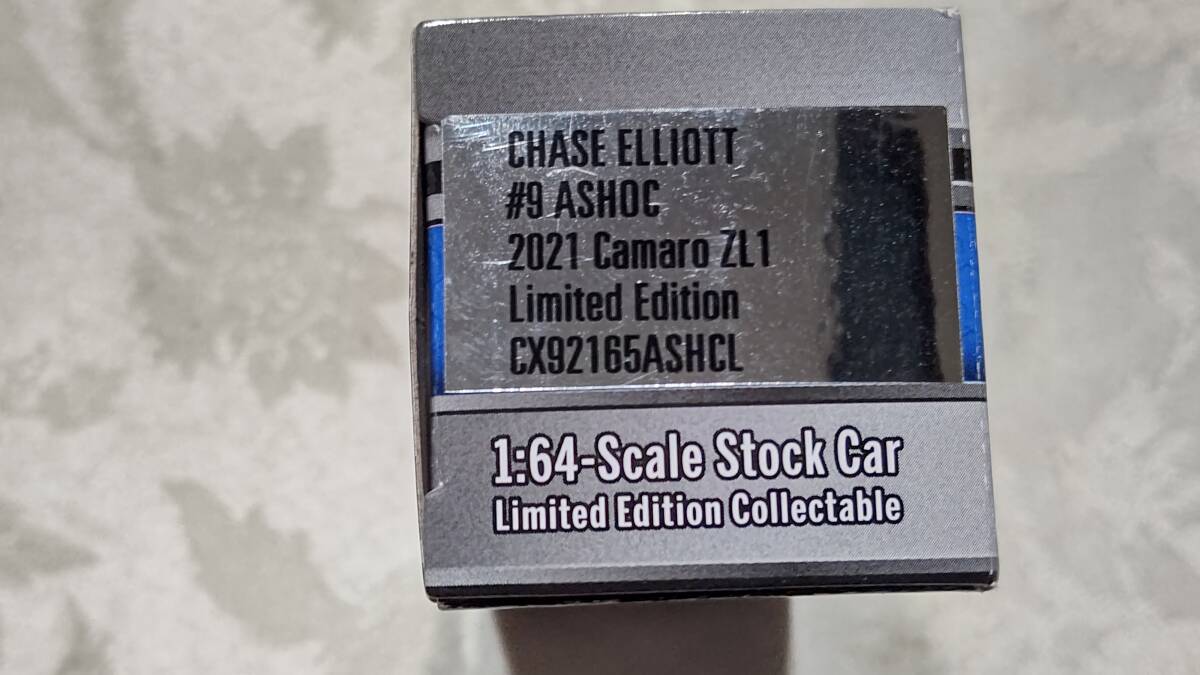 CHASE ELLIOTT
#9 ASHOC
2021 Camaro ZL1
Limited Edition
CX92165ASHCL
1:64-Scale Stock Car
Limited Edition Collectable